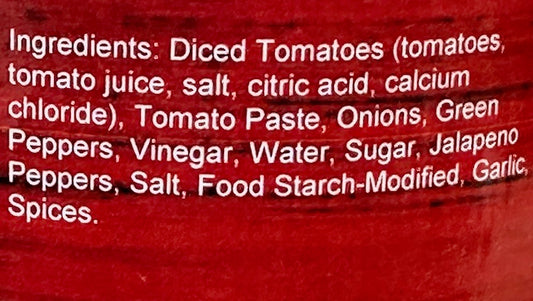 Ingredients: Diced Tomatoes (tomatoes,
tomato juice, salt, citric acid, calcium
chloride), Tomato Paste, Onions, Green
Peppers, Vinegar, Water, Sugar, Jalapeno
Peppers, Salt, Food Starch-Modified, Garlic,
Spices.